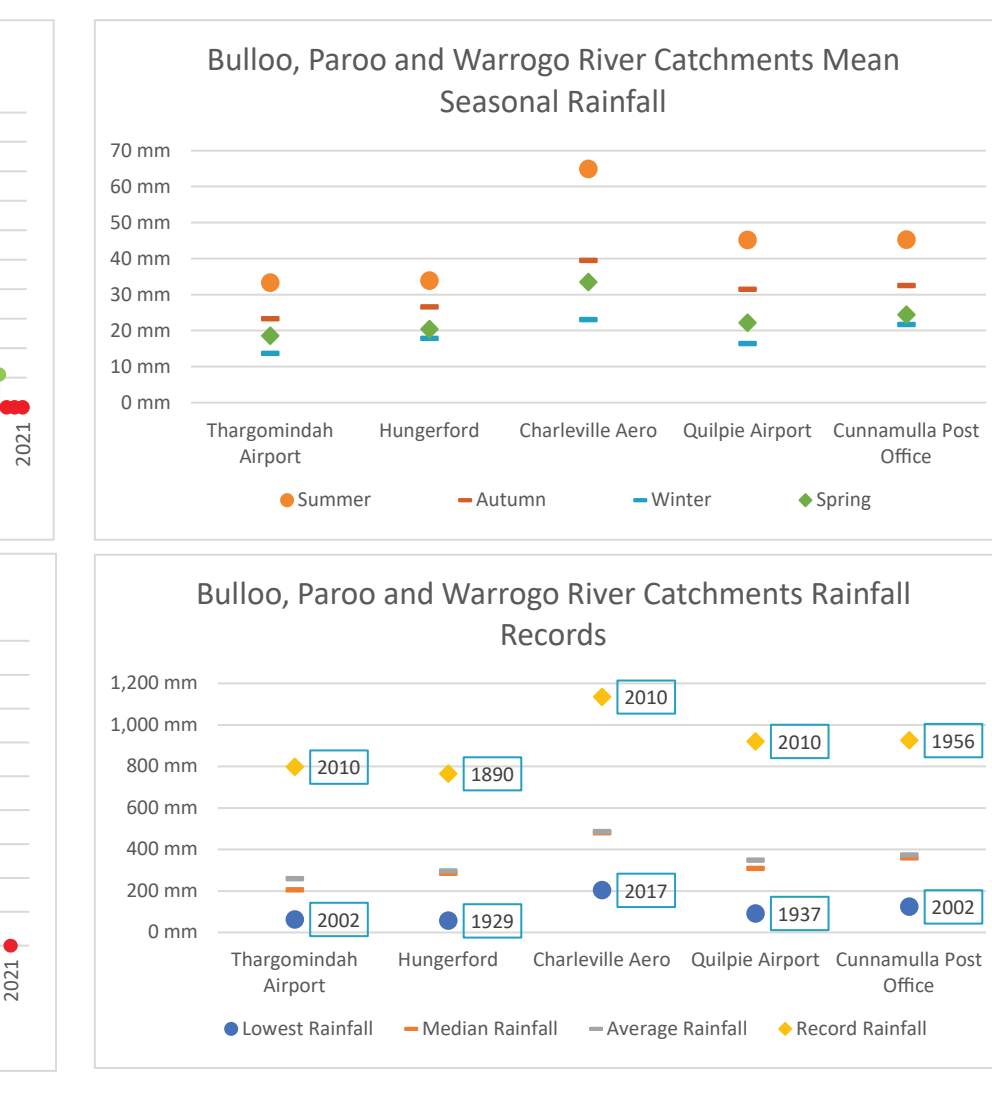 2021
2021
Bulloo, Paroo and Warrogo River Catchments Mean
Seasonal Rainfall
70 mm
60 mm
50 mm
40 mm
30 mm
20 mm
10 mm
0 mm
Thargomindah Airport
Hungerford
Charleville Aero
Quilpie Airport
Cunnamulla Post Office
Summer
Autumn
Winter
Spring
Bulloo, Paroo and Warrogo River Catchments Rainfall
Records
1,200 mm
1,000 mm
800 mm
600 mm
400 mm
200 mm
0 mm
2010
1890
2010
2010
1956
2002
1929
2017
1937
2002
Thargomindah Airport
Hungerford
Charleville Aero
Quilpie Airport
Cunnamulla Post Office
Lowest Rainfall
Median Rainfall
Average Rainfall
Record Rainfall